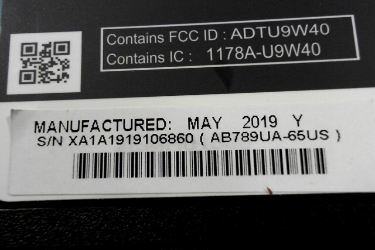 Contains FCC ID : ADTU9W40
Contains IC : 1178A-U9W40
MANUFACTURED: MAY 2019 Y
S/N XA1A1919106860 ( AB789UA-65US )